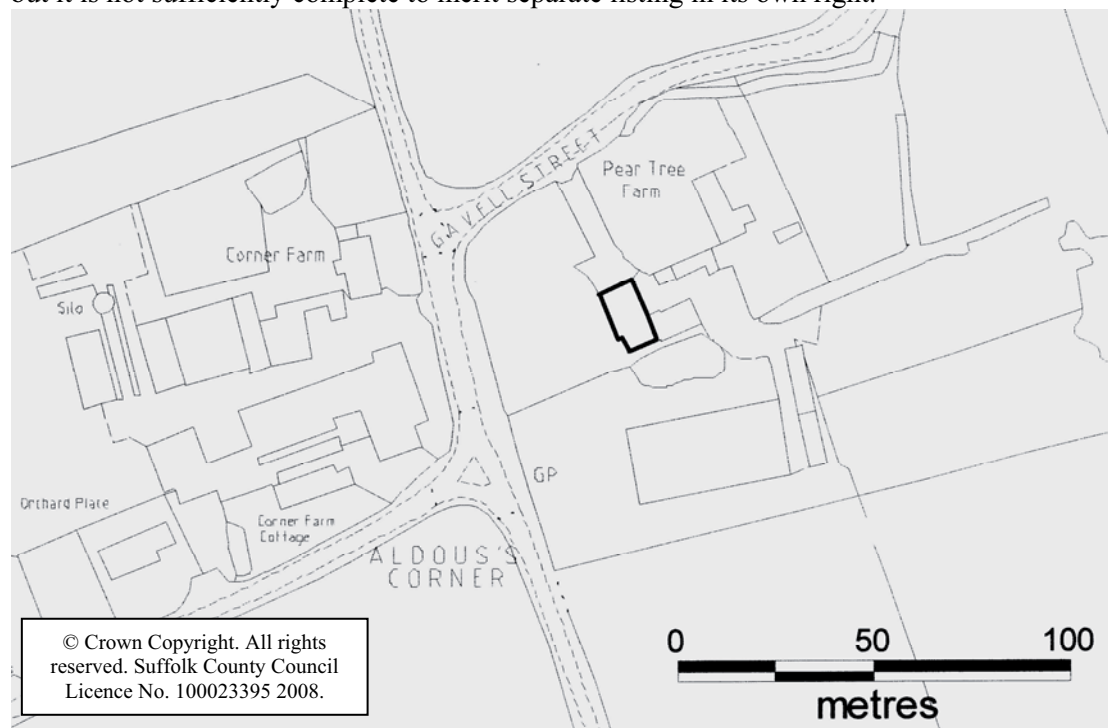 but it is not sufficiently complete to merit separate listing in its own right.
GAVELL STREET
Pear Tree
Farm
Corner Farm
Silo
GP
Orchard Place
Corner Farm
Cottage
ALDOUS'S
CORNER
© Crown Copyright. All rights
reserved. Suffolk County Council
Licence No. 100023395 2008.
0 50 100
metres